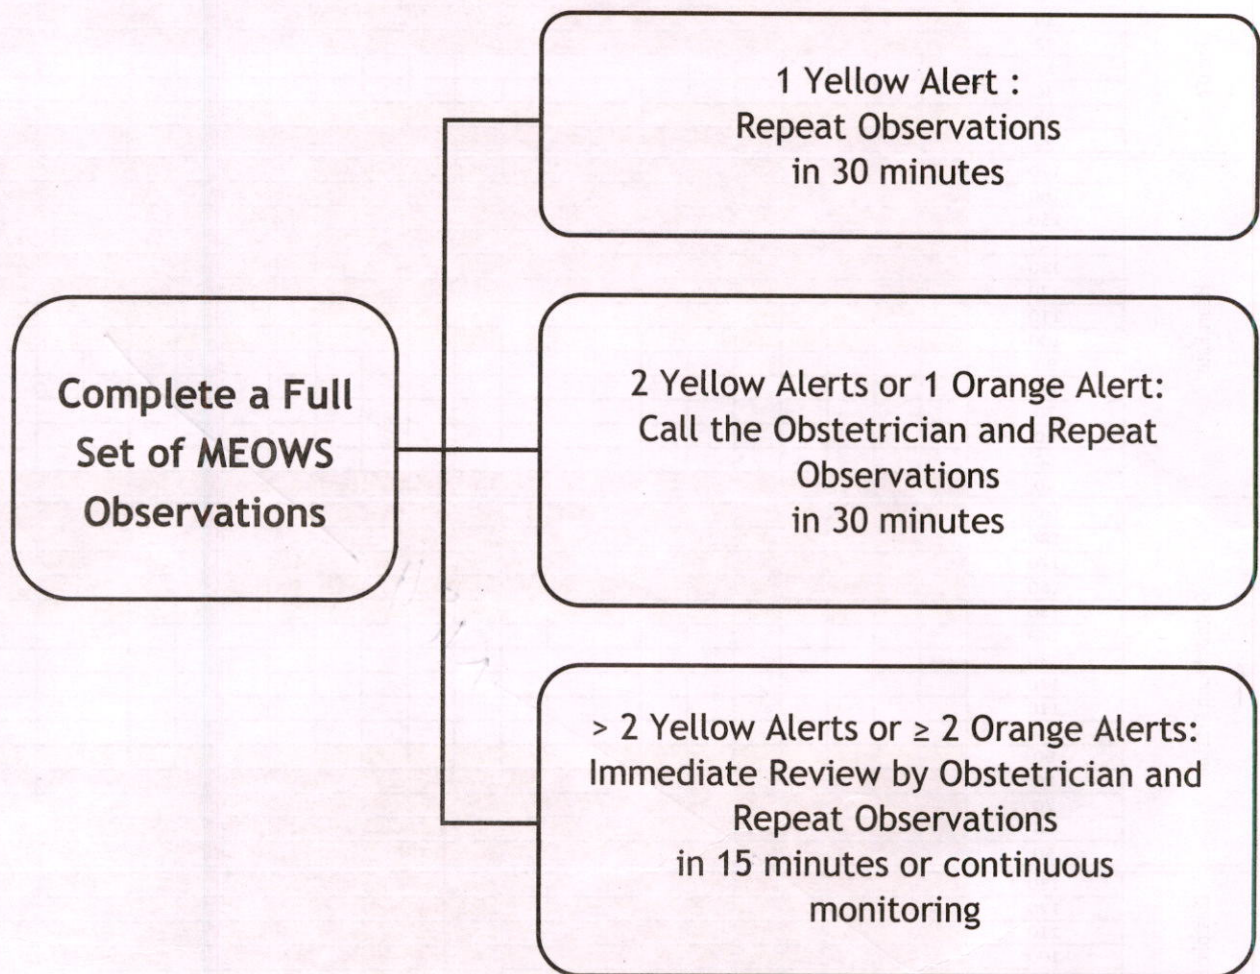 1 Yellow Alert :
Repeat Observations
in 30 minutes
Complete a Full
Set of MEOWS
Observations
2 Yellow Alerts or 1 Orange Alert:
Call the Obstetrician and Repeat
Observations
in 30 minutes
> 2 Yellow Alerts or ≥ 2 Orange Alerts:
Immediate Review by Obstetrician and
Repeat Observations
in 15 minutes or continuous
monitoring